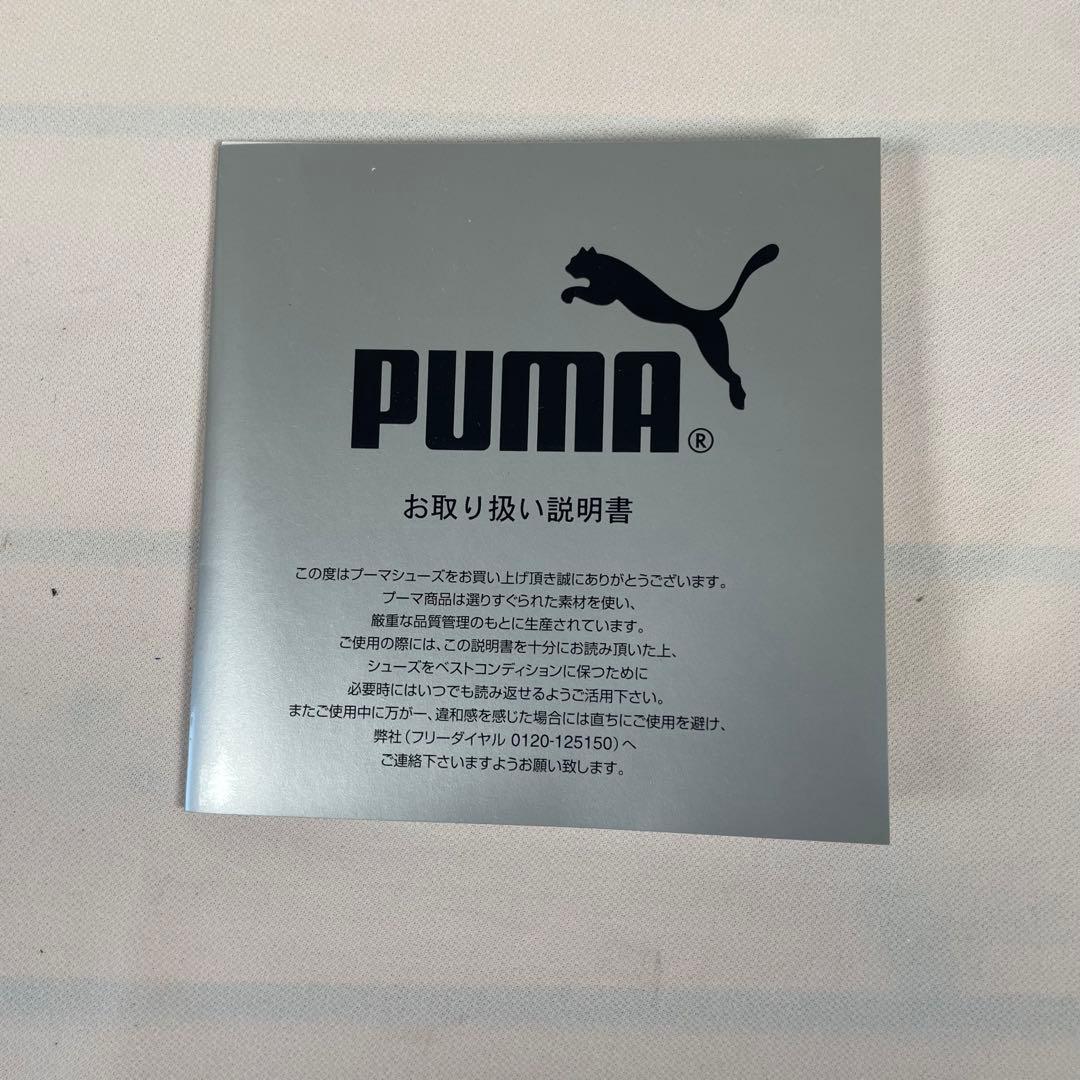 PUMA®
お取り扱い説明書
この度はプーマシューズをお買い上げ頂き誠にありがとうございます。
プーマ商品は選りすぐられた素材を使い、
厳重な品質管理のもとに生産されています。
ご使用の際には、この説明書を十分にお読み頂いた上、
シューズをベストコンディションに保つために
必要時にはいつでも読み返せるようご活用下さい。
またご使用中に万が一、違和感を感じた場合には直ちにご使用を避け、
弊社(フリーダイヤル 0120-125150)へ
ご連絡下さいますようお願い致します。